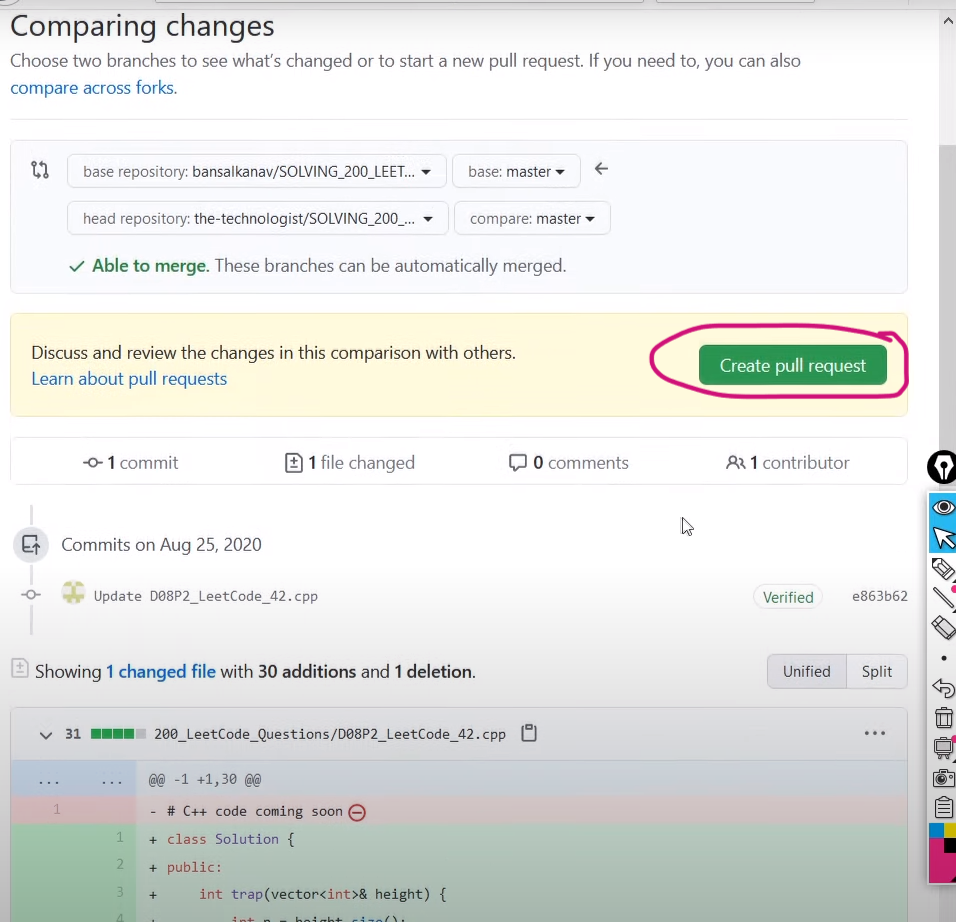 Comparing changes
Choose two branches to see what's changed or to start a new pull request. If you need to, you can also
compare across forks.
base repository: bansalkanav/SOLVING_200_LEET... base: master
head repository: the-technologist/SOLVING_200_... compare: master
Able to merge. These branches can be automatically merged.
Discuss and review the changes in this comparison with others.
Learn about pull requests
Create pull request
1 commit 1 file changed 0 comments 1 contributor
Commits on Aug 25, 2020
Update D08P2_LeetCode_42.cpp Verified e863b62
Showing 1 changed file with 30 additions and 1 deletion. Unified Split
31 200_LeetCode_Questions/D08P2_LeetCode_42.cpp ...
... ... @@ -1 +1,30 @@
1 - # C++ code coming soon
1 + class Solution {
2 + public:
3 + int trap(vector<int>& height) {
4 + int n = height.size();